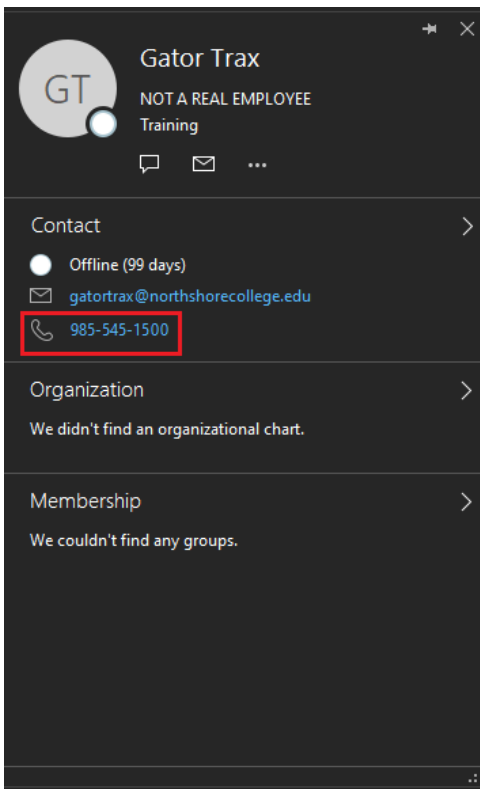 Gator Trax
GT
NOT A REAL EMPLOYEE
Training
Contact
Offline (99 days)
gatortrax@northshorecollege.edu
985-545-1500
Organization
We didn't find an organizational chart.
Membership
We couldn't find any groups.